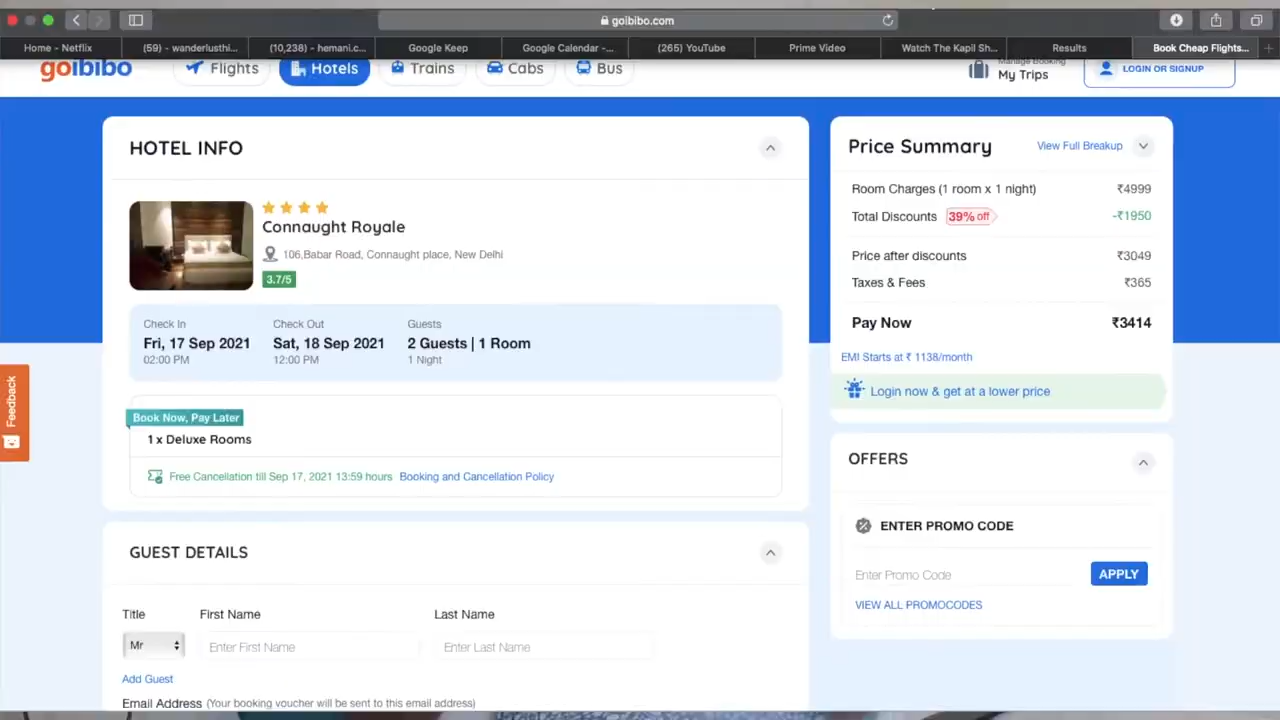 goibibo.com
Home - Netflix
(59) - wanderlusthi...
(10,238) - hemani.c...
Google Keep
Google Calendar -...
(265) YouTube
Prime Video
Watch The Kapil Sh...
Results
Book Cheap Flights...
goibibo
Flights
Hotels
Trains
Cabs
Bus
Manage Booking
My Trips
LOGIN OR SIGNUP
HOTEL INFO
Connaught Royale
106,Babar Road, Connaught place, New Delhi
3.7/5
Check In
Fri, 17 Sep 2021
02:00 PM
Check Out
Sat, 18 Sep 2021
12:00 PM
Guests
2 Guests | 1 Room
1 Night
Book Now, Pay Later
1 x Deluxe Rooms
Free Cancellation till Sep 17, 2021 13:59 hours Booking and Cancellation Policy
GUEST DETAILS
Title First Name Last Name
Mr Enter First Name Enter Last Name
Add Guest
Email Address (Your booking voucher will be sent to this email address)
Price Summary View Full Breakup
Room Charges (1 room x 1 night) ₹4999
Total Discounts 39% off -₹1950
Price after discounts ₹3049
Taxes & Fees ₹365
Pay Now ₹3414
EMI Starts at ₹ 1138/month
Login now & get at a lower price
OFFERS
ENTER PROMO CODE
Enter Promo Code APPLY
VIEW ALL PROMOCODES
Feedback